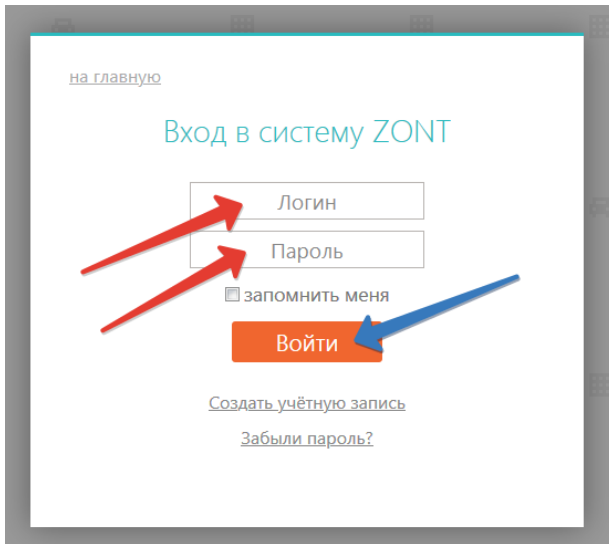 на главную
Вход в систему ZONT
Логин
Пароль
запомнить меня
Войти
Создать учётную запись
Забыли пароль?